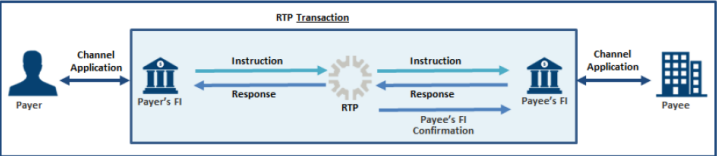 RTP Transaction
Channel
Application
Instruction
Instruction
Channel
Application
Response
Response
Payer
Payer's FI
RTP
Payee's FI
Payee
Payee's FI
Confirmation